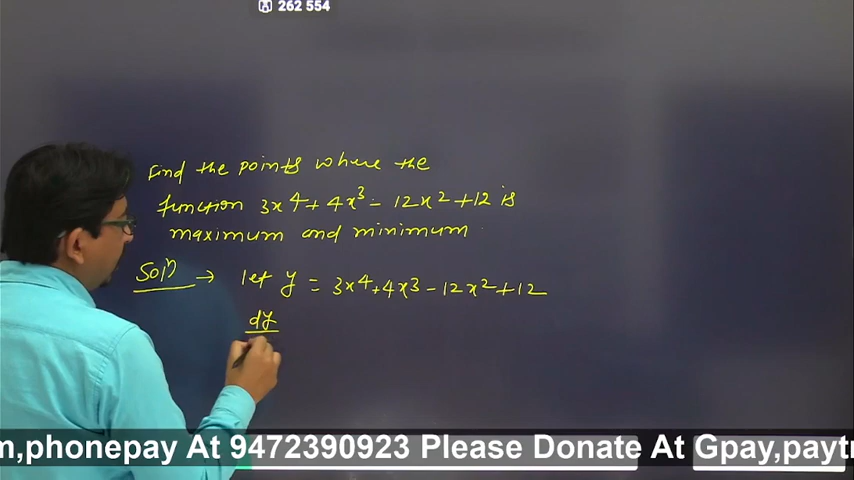 262 554
Find the points where the
function 3x⁴ + 4x³ - 12x² + 12 is
maximum and minimum.
Solⁿ → let y = 3x⁴ + 4x³ - 12x² + 12
dy
m,phonepay At 9472390923 Please Donate At Gpay,paytm